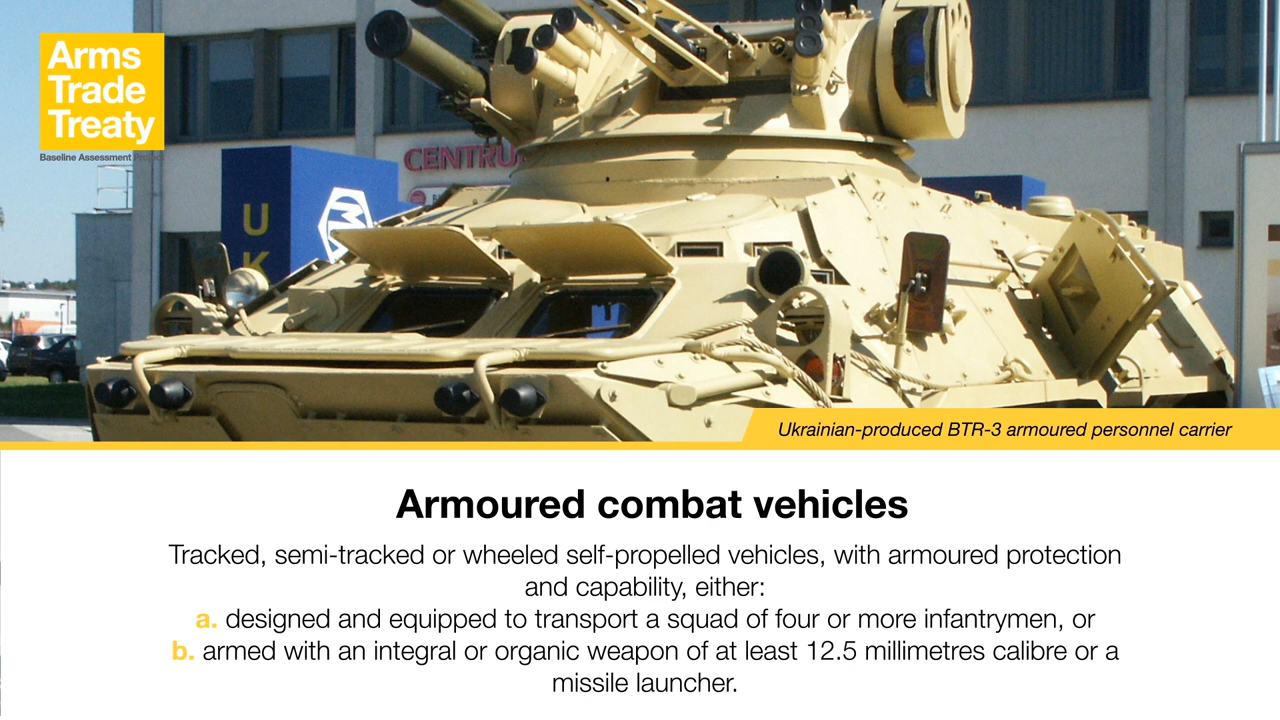 Arms
Trade
Treaty
Baseline Assessment Project
CENTRU
U
K
Ukrainian-produced BTR-3 armoured personnel carrier
Armoured combat vehicles
Tracked, semi-tracked or wheeled self-propelled vehicles, with armoured protection
and capability, either:
a. designed and equipped to transport a squad of four or more infantrymen, or
b. armed with an integral or organic weapon of at least 12.5 millimetres calibre or a
missile launcher.